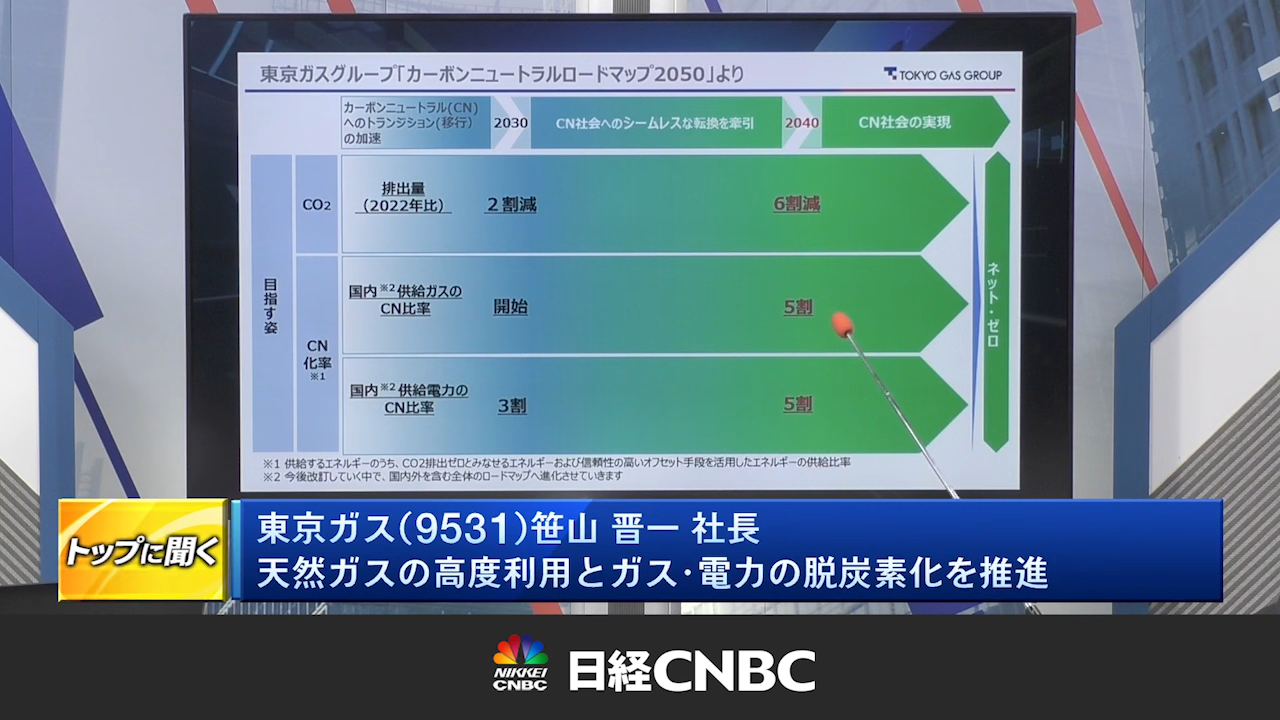 東京ガスグループ「カーボンニュートラルロードマップ2050」より
TOKYO GAS GROUP
カーボンニュートラル(CN)
へのトランジション(移行)
の加速
2030
CN社会へのシームレスな転換を牽引
2040
CN社会の実現
目指す姿
CO2
排出量
(2022年比)
2割減
6割減
CN
化率
※1
国内※2供給ガスの
CN比率
開始
5割
国内※2供給電力の
CN比率
3割
5割
ネット・ゼロ
※1 供給するエネルギーのうち、CO2排出ゼロとみなせるエネルギーおよび信頼性の高いオフセット手段を活用したエネルギーの供給比率
※2 今後改訂していく中で、国内外を含む全体のロードマップへ進化させていきます
トップに聞く
東京ガス(9531)笹山 晋一 社長
天然ガスの高度利用とガス・電力の脱炭素化を推進
NIKKEI
CNBC
日経CNBC